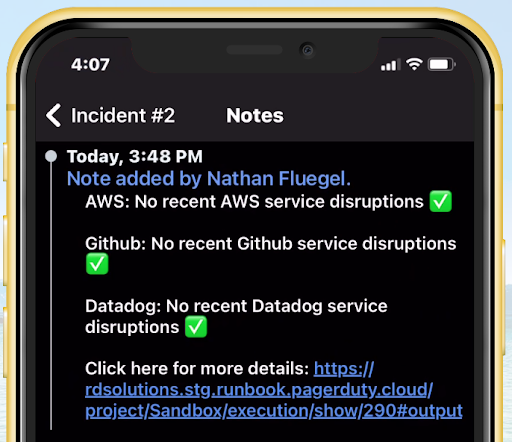 4:07
Incident #2 Notes
Today, 3:48 PM
Note added by Nathan Fluegel.
AWS: No recent AWS service disruptions ✅
Github: No recent Github service disruptions
✅
Datadog: No recent Datadog service
disruptions ✅
Click here for more details: https://
rdsolutions.stg.runbook.pagerduty.cloud/
project/Sandbox/execution/show/290#output